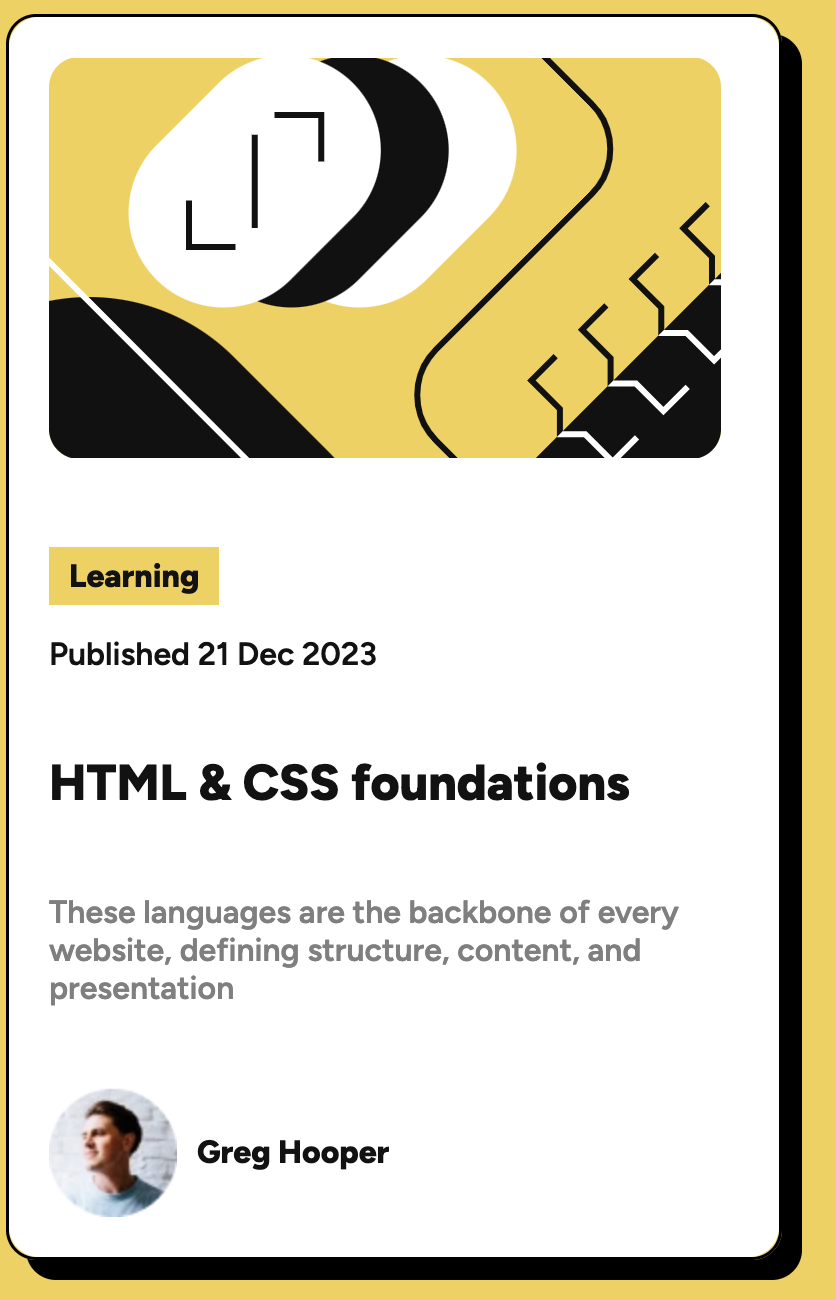 Learning
Published 21 Dec 2023
HTML & CSS foundations
These languages are the backbone of every
website, defining structure, content, and
presentation
Greg Hooper